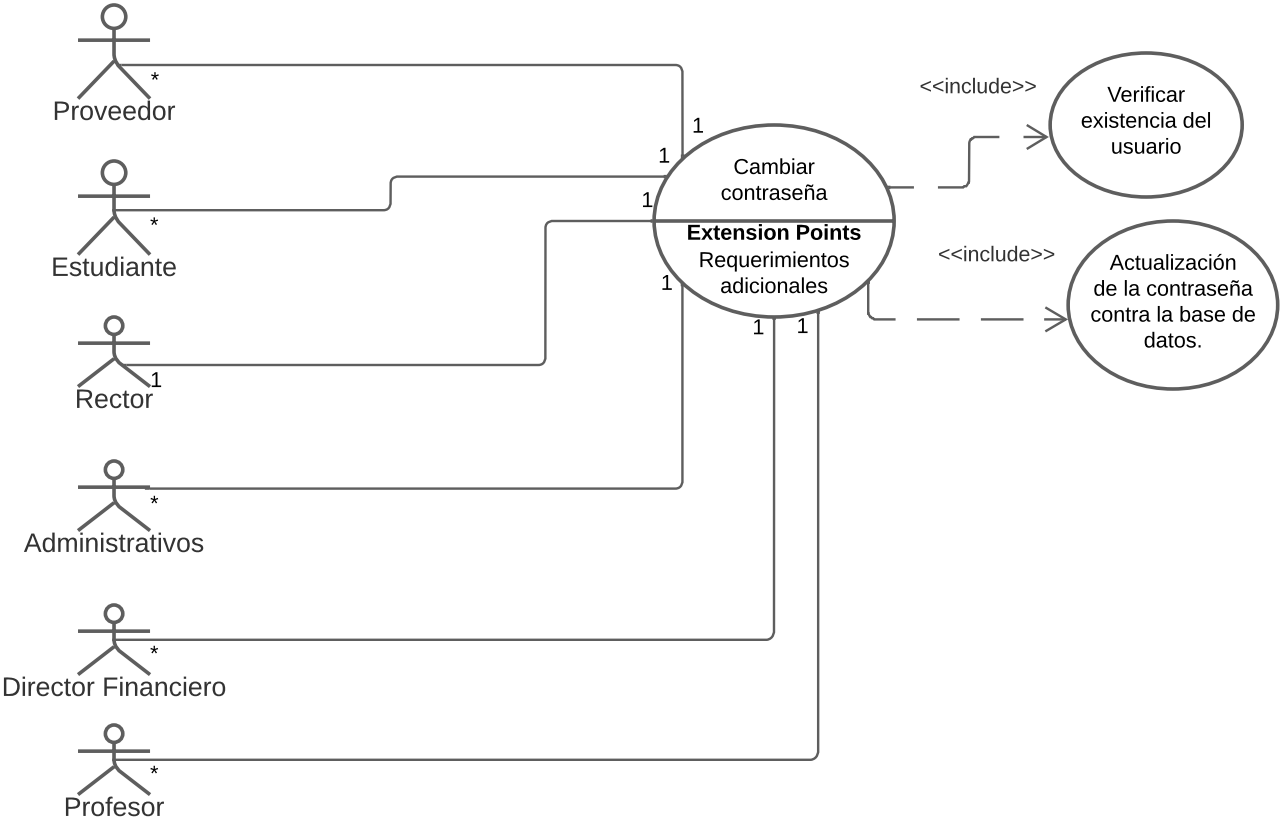 *
Proveedor
1
1
*
Estudiante
1
1
Rector
1
*
Administrativos
1
*
Director Financiero
1
*
Profesor
Cambiar
contraseña
Extension Points
Requerimientos
adicionales
<<include>>
Verificar
existencia del
usuario
<<include>>
Actualización
de la contraseña
contra la base de
datos.